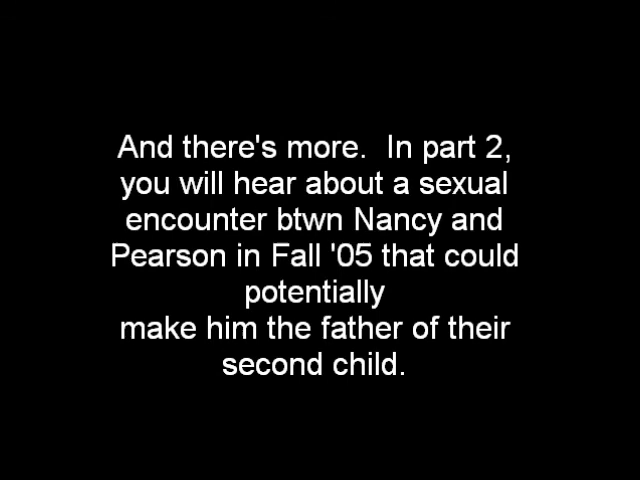 And there's more.  In part 2,
you will hear about a sexual
encounter btwn Nancy and
Pearson in Fall '05 that could
potentially
make him the father of their
second child.